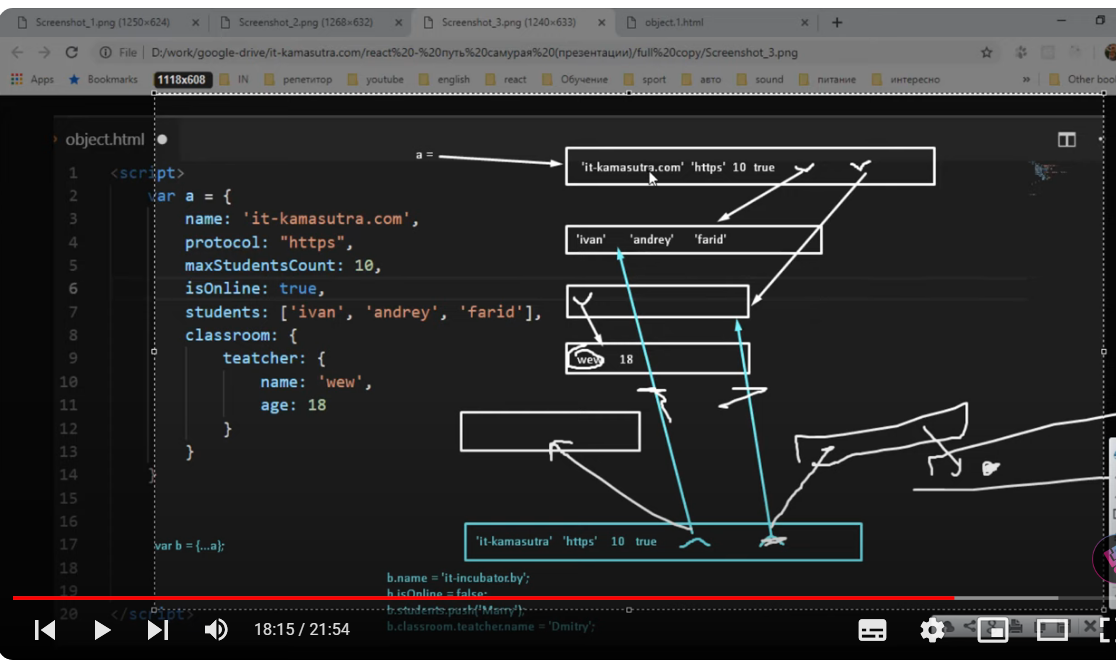 Screenshot_1.png (1250×624) Screenshot_2.png (1268×632) Screenshot_3.png (1240×633) object.1.html
File D:/work/google-drive/it-kamasutra.com/react%20-%20путь%20самурая%20(презентации)/full%20copy/Screenshot_3.png
Apps Bookmarks 1118x608 IN репетитор youtube english react Обучение sport авто sound питание интересно » Other boo
object.html
a = 'it-kamasutra.com' 'https' 10 true
1 <script>
2 var a = {
3 name: 'it-kamasutra.com',
4 protocol: "https",
5 maxStudentsCount: 10,
6 isOnline: true,
7 students: ['ivan', 'andrey', 'farid'],
8 classroom: {
9 teatcher: {
10 name: 'wew',
11 age: 18
12 }
13 }
14 }
15
16
17
18
19
20 </script>
'ivan' 'andrey' 'farid'
wew 18
'it-kamasutra' 'https' 10 true
var b = {...a};
b.name = 'it-incubator.by';
b.isOnline = false;
b.students.push('Marry');
b.classroom.teatcher.name = 'Dmitry';
18:15 / 21:54